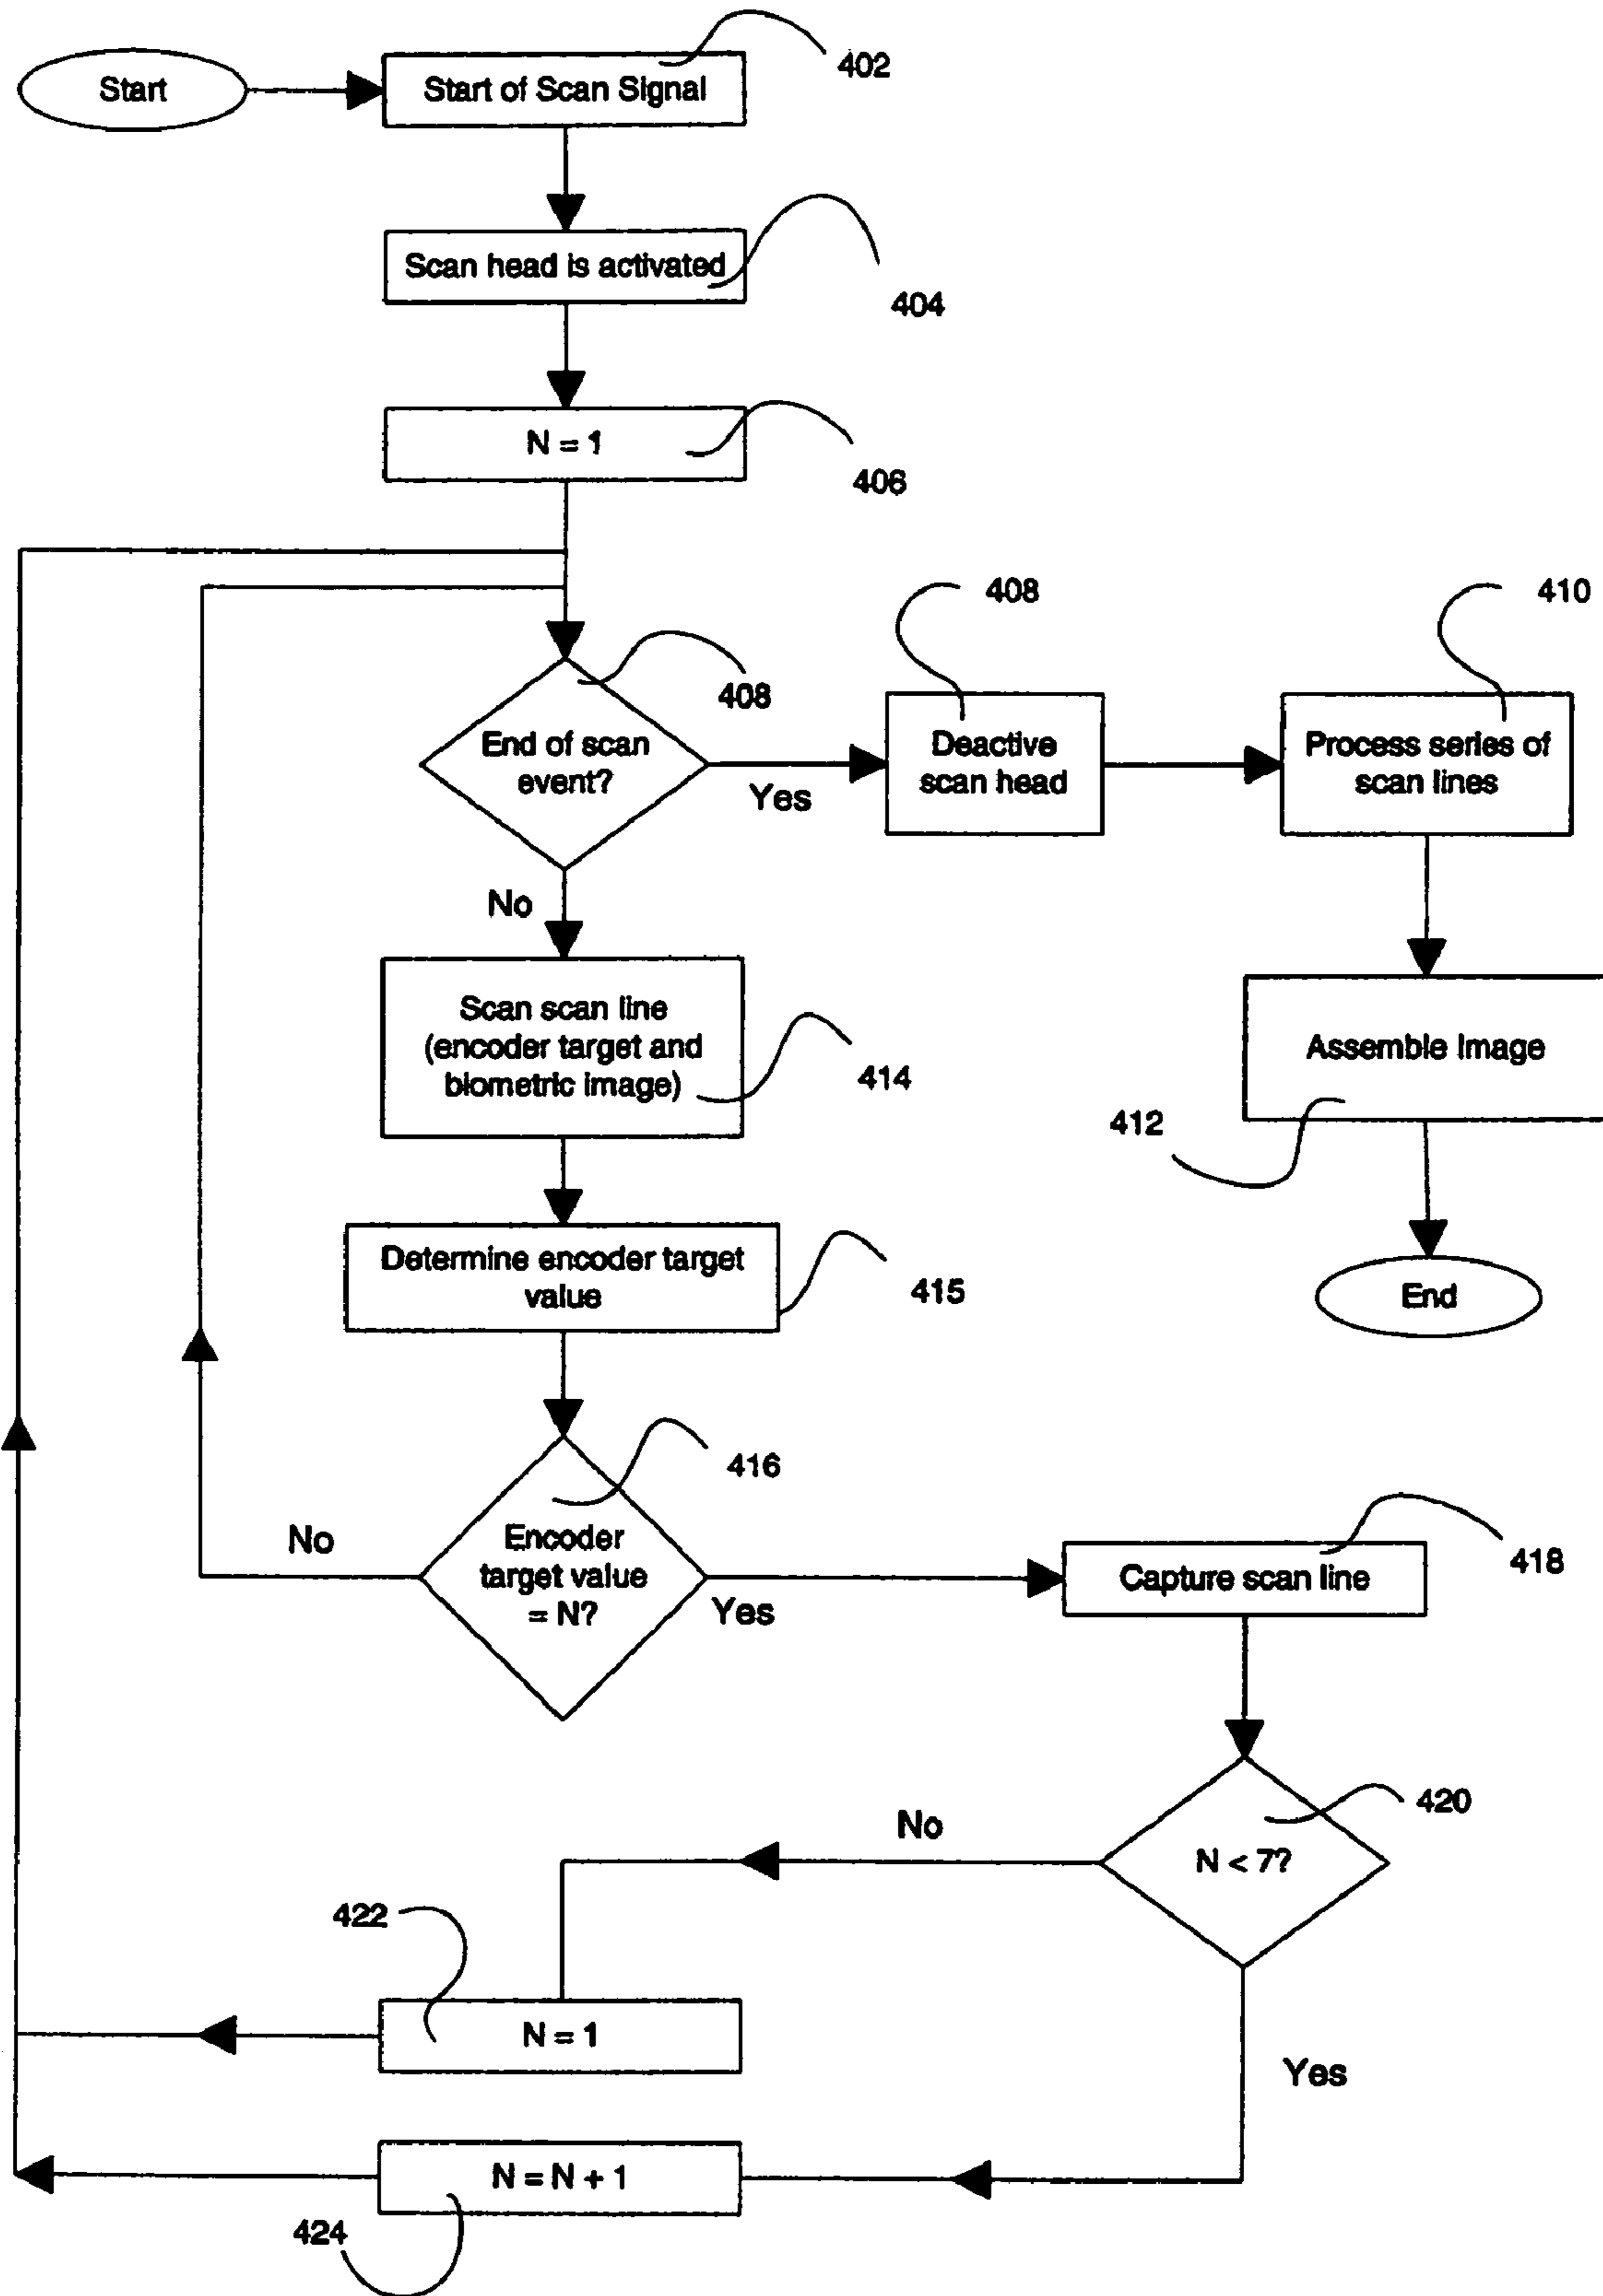 Start
Start of Scan Signal
402
Scan head is activated
404
N = 1
406
End of scan
event?
408
Yes
Deactive
scan head
408
Process series of
scan lines
410
No
Scan scan line
(encoder target and
biometric image)
414
Assemble Image
412
Determine encoder target
value
415
End
Encoder
target value
= N?
416
No
Yes
Capture scan line
418
N < 7?
420
No
422
N = 1
Yes
N = N + 1
424